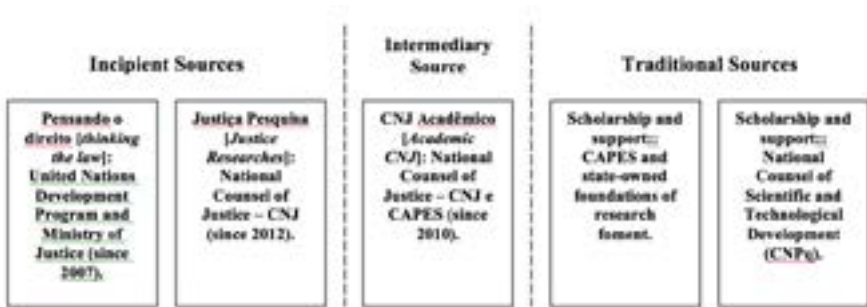 Incipient Sources
Intermediary
Source
Traditional Sources
Pensando o
direito [thinking
the law]:
United Nations
Development
Program and
Ministry of
Justice (since
2007).
Justiça Pesquisa
[Justice
Researches]:
National
Counsel of
Justice – CNJ
(since 2012).
CNJ Acadêmico
[Academic
CNJ]: National
Counsel of
Justice – CNJ e
CAPES (since
2010).
Scholarship and
support:;;
CAPES and
state-owned
foundations of
research
foment.
Scholarship and
support:;;
National
Counsel of
Scientific and
Technological
Development
(CNPq).